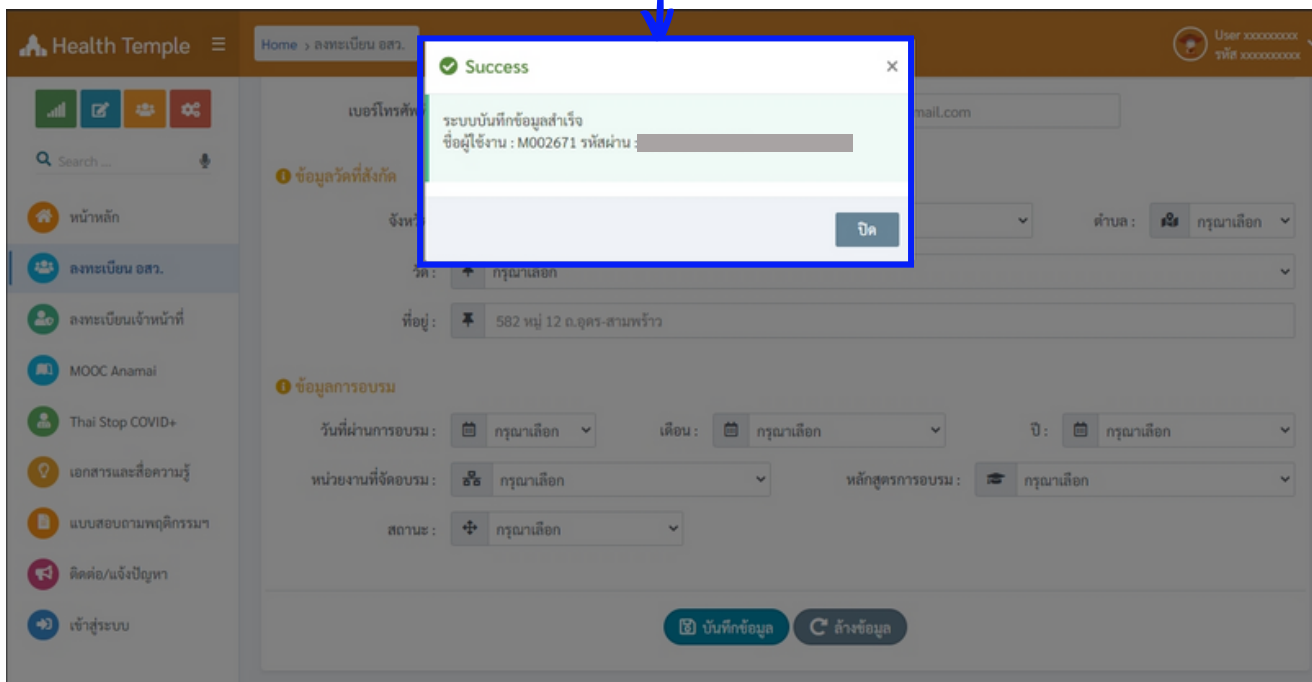 Health Temple
Home > ลงทะเบียน อสว.
User xxxxxxxxx
รหัส xxxxxxxxxx
Success
×
ระบบบันทึกข้อมูลสำเร็จ
ชื่อผู้ใช้งาน : M002671 รหัสผ่าน :
ปิด
Search ...
หน้าหลัก
ลงทะเบียน อสว.
ลงทะเบียนเจ้าหน้าที่
MOOC Anamai
Thai Stop COVID+
เอกสารและสื่อความรู้
แบบสอบถามพฤติกรรมฯ
ติดต่อ/แจ้งปัญหา
เข้าสู่ระบบ
เบอร์โทรศัพ
mail.com
ข้อมูลวัดที่สังกัด
จังหวั
ตำบล : กรุณาเลือก
วัด : กรุณาเลือก
ที่อยู่ : 582 หมู่ 12 ถ.อุดร-สามพร้าว
ข้อมูลการอบรม
วันที่ผ่านการอบรม : กรุณาเลือก เดือน : กรุณาเลือก ปี : กรุณาเลือก
หน่วยงานที่จัดอบรม : กรุณาเลือก หลักสูตรการอบรม : กรุณาเลือก
สถานะ : กรุณาเลือก
บันทึกข้อมูล ล้างข้อมูล